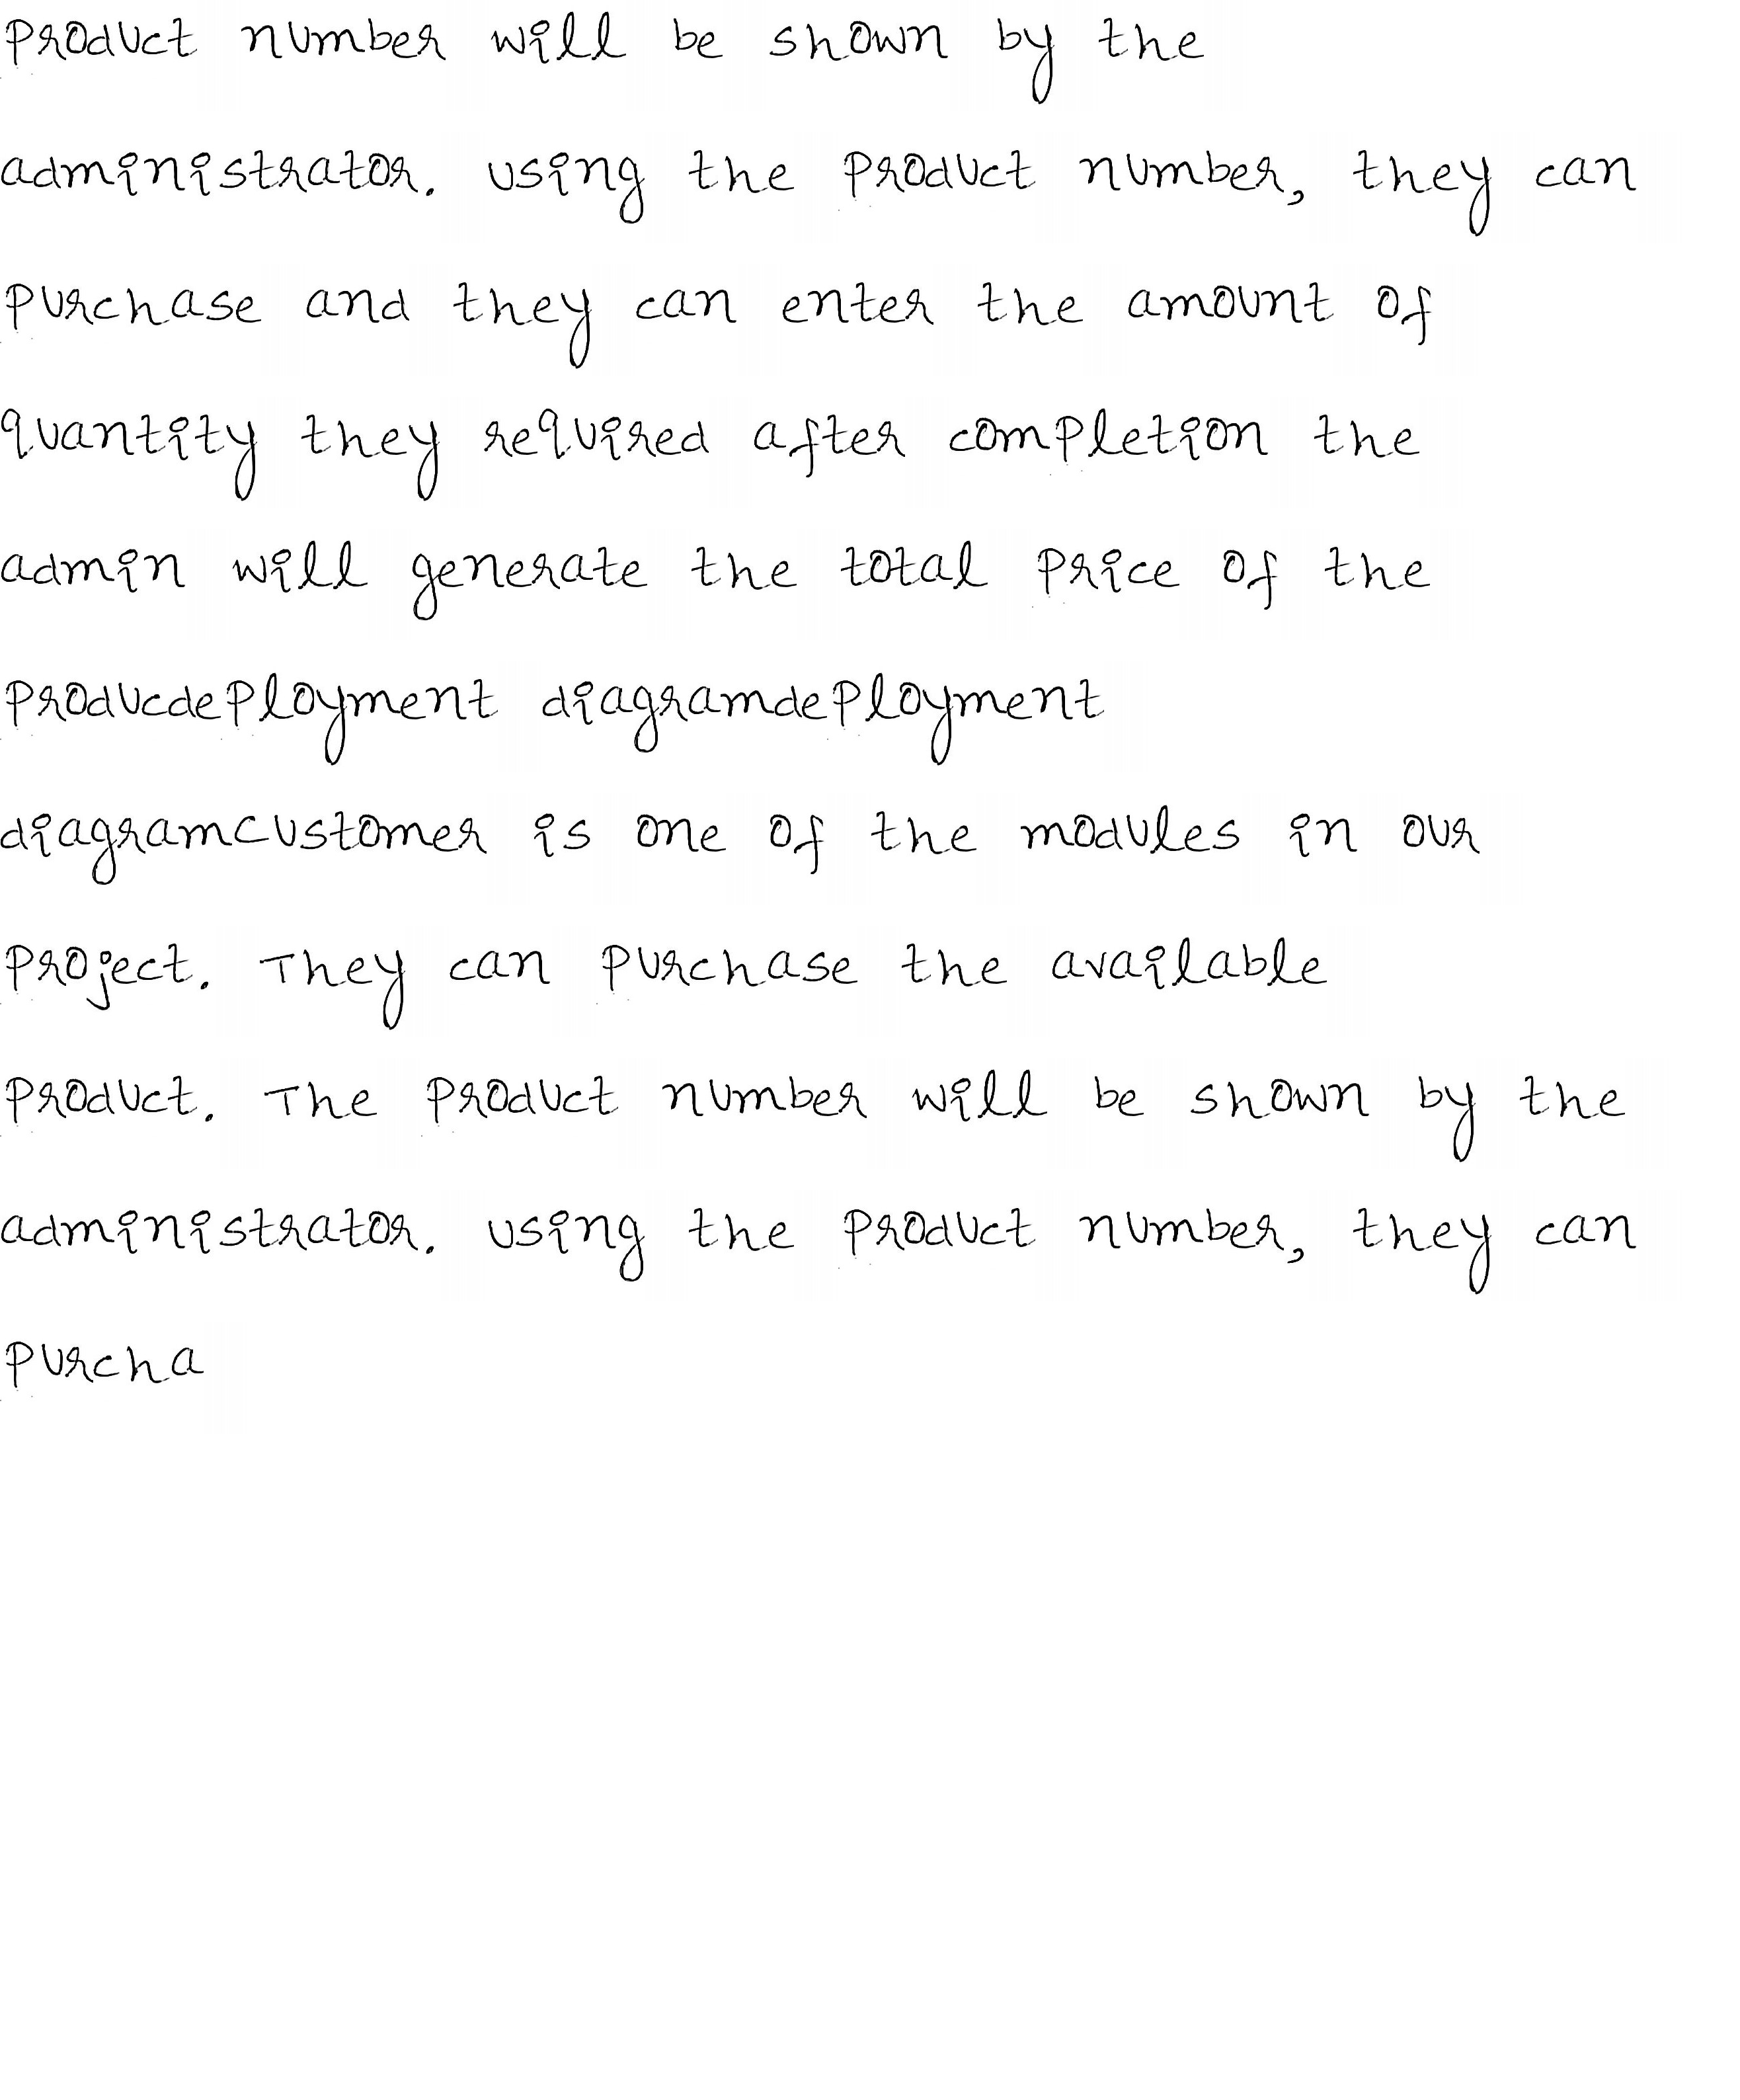 product number will be shown by the
administrator. using the product number, they can
purchase and they can enter the amount of
quantity they required after completion the
admin will generate the total price of the
producdeployment diagramdeployment
diagramcustomer is one of the modules in our
project. They can purchase the available
product. The product number will be shown by the
administrator. using the product number, they can
purcha